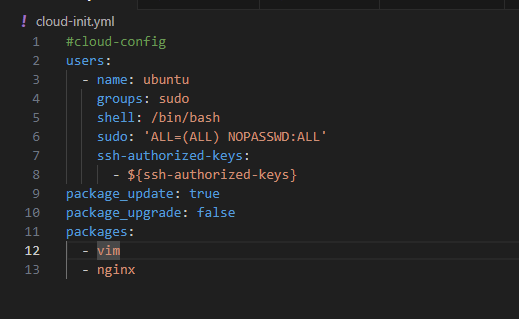 ! cloud-init.yml
1 #cloud-config
2 users:
3   - name: ubuntu
4     groups: sudo
5     shell: /bin/bash
6     sudo: 'ALL=(ALL) NOPASSWD:ALL'
7     ssh-authorized-keys:
8       - ${ssh-authorized-keys}
9 package_update: true
10 package_upgrade: false
11 packages:
12   - vim
13   - nginx